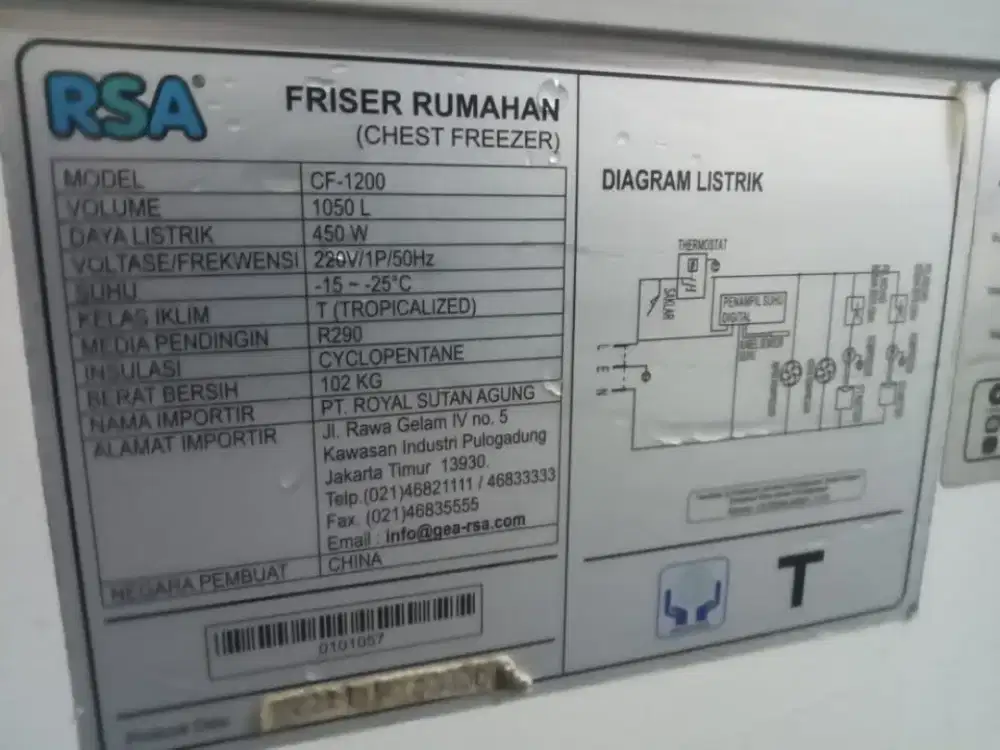 RSA®
FRISER RUMAHAN
(CHEST FREEZER)
MODEL CF-1200
VOLUME 1050 L
DAYA LISTRIK 450 W
VOLTASE/FREKWENSI 220V/1P/50Hz
SUHU -15 ~ -25°C
KELAS IKLIM T (TROPICALIZED)
MEDIA PENDINGIN R290
INSULASI CYCLOPENTANE
BERAT BERSIH 102 KG
NAMA IMPORTIR PT. ROYAL SUTAN AGUNG
ALAMAT IMPORTIR Jl. Rawa Gelam IV no. 5
Kawasan Industri Pulogadung
Jakarta Timur 13930.
Telp.(021)46821111 / 46833333
Fax. (021)46835555
Email : info@gea-rsa.com
NEGARA PEMBUAT CHINA
0101057
DIAGRAM LISTRIK
THERMOSTAT
SAKLAR
PENAMPIL SUHU
DIGITAL
L
E
N
T